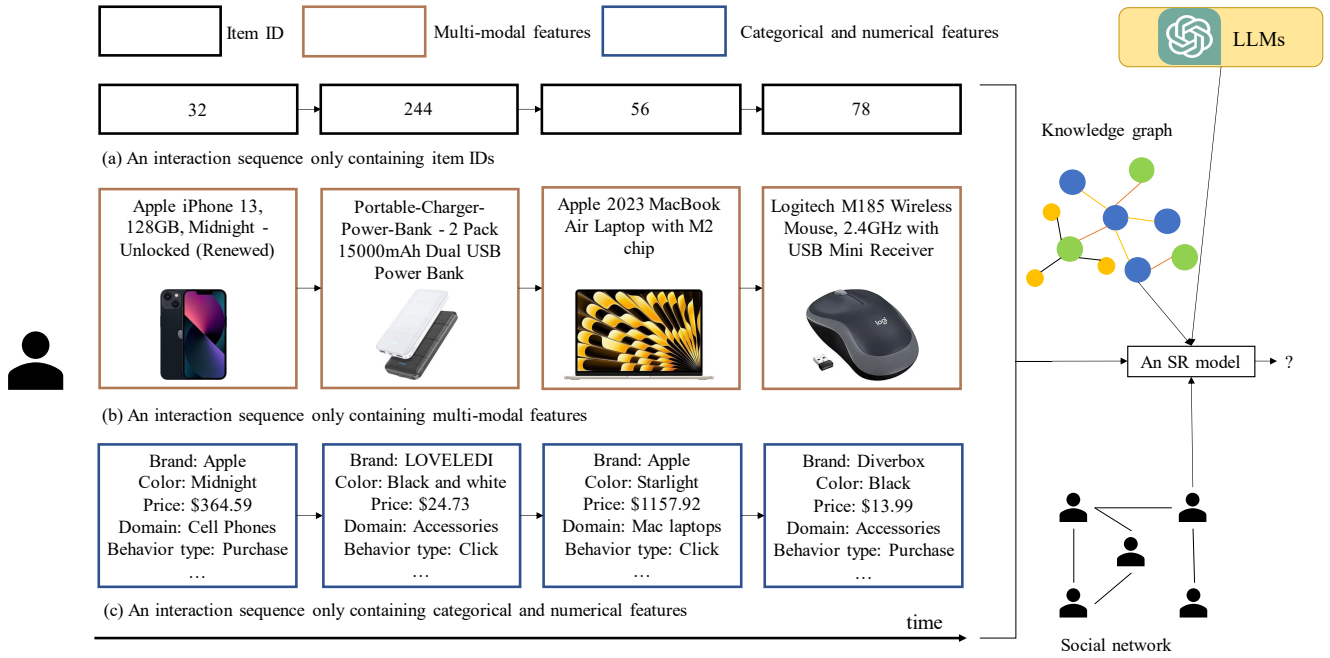 Item ID
Multi-modal features
Categorical and numerical features
LLMs
32
244
56
78
(a) An interaction sequence only containing item IDs
Knowledge graph
Apple iPhone 13,
128GB, Midnight -
Unlocked (Renewed)
Portable-Charger-
Power-Bank - 2 Pack
15000mAh Dual USB
Power Bank
Apple 2023 MacBook
Air Laptop with M2
chip
Logitech M185 Wireless
Mouse, 2.4GHz with
USB Mini Receiver
logi
An SR model
?
(b) An interaction sequence only containing multi-modal features
Brand: Apple
Color: Midnight
Price: $364.59
Domain: Cell Phones
Behavior type: Purchase
…
Brand: LOVELEDI
Color: Black and white
Price: $24.73
Domain: Accessories
Behavior type: Click
…
Brand: Apple
Color: Starlight
Price: $1157.92
Domain: Mac laptops
Behavior type: Click
…
Brand: Diverbox
Color: Black
Price: $13.99
Domain: Accessories
Behavior type: Purchase
…
(c) An interaction sequence only containing categorical and numerical features
time
Social network